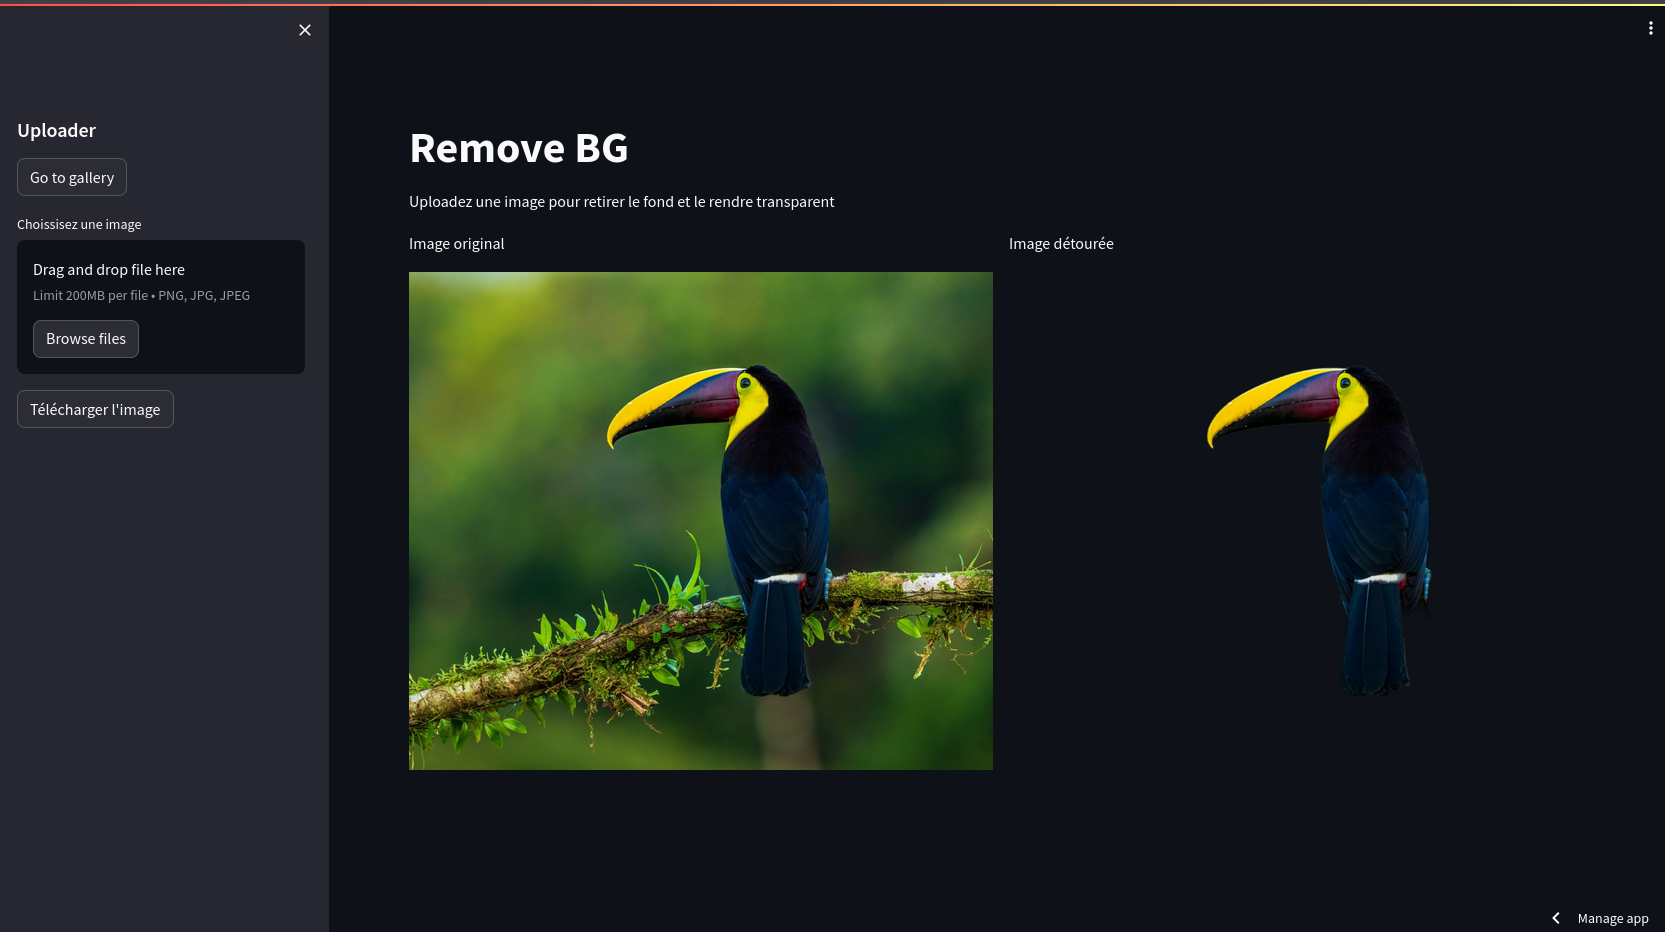 Uploader
Go to gallery
Choissisez une image
Drag and drop file here
Limit 200MB per file • PNG, JPG, JPEG
Browse files
Télécharger l'image
Remove BG
Uploadez une image pour retirer le fond et le rendre transparent
Image original
Image détourée
Manage app